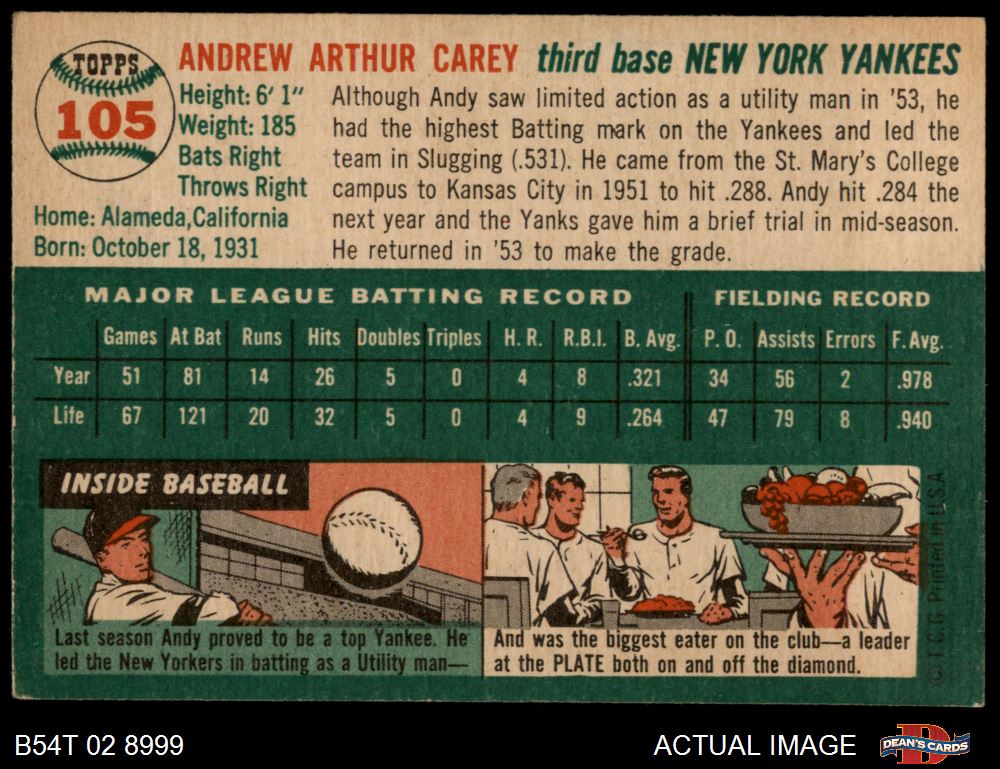 TOPPS
105
ANDREW ARTHUR CAREY third base NEW YORK YANKEES
Height: 6' 1"
Weight: 185
Bats Right
Throws Right
Home: Alameda,California
Born: October 18, 1931
Although Andy saw limited action as a utility man in '53, he
had the highest Batting mark on the Yankees and led the
team in Slugging (.531). He came from the St. Mary's College
campus to Kansas City in 1951 to hit .288. Andy hit .284 the
next year and the Yanks gave him a brief trial in mid-season.
He returned in '53 to make the grade.
MAJOR LEAGUE BATTING RECORD FIELDING RECORD
Games At Bat Runs Hits Doubles Triples H. R. R.B.I. B. Avg. P. O. Assists Errors F. Avg.
Year 51 81 14 26 5 0 4 8 .321 34 56 2 .978
Life 67 121 20 32 5 0 4 9 .264 47 79 8 .940
INSIDE BASEBALL
Last season Andy proved to be a top Yankee. He
led the New Yorkers in batting as a Utility man—
And was the biggest eater on the club—a leader
at the PLATE both on and off the diamond.
© T.C.G. Printed in U.S.A.
B54T 02 8999
ACTUAL IMAGE
DEAN'S CARDS